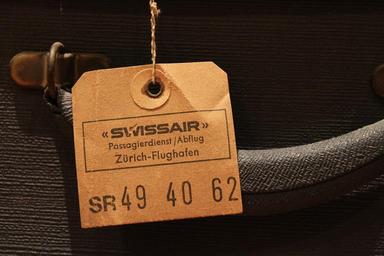 «SWISSAIR»
Passagierdienst/Abflug
Zürich-Flughafen
SR 49 40 62